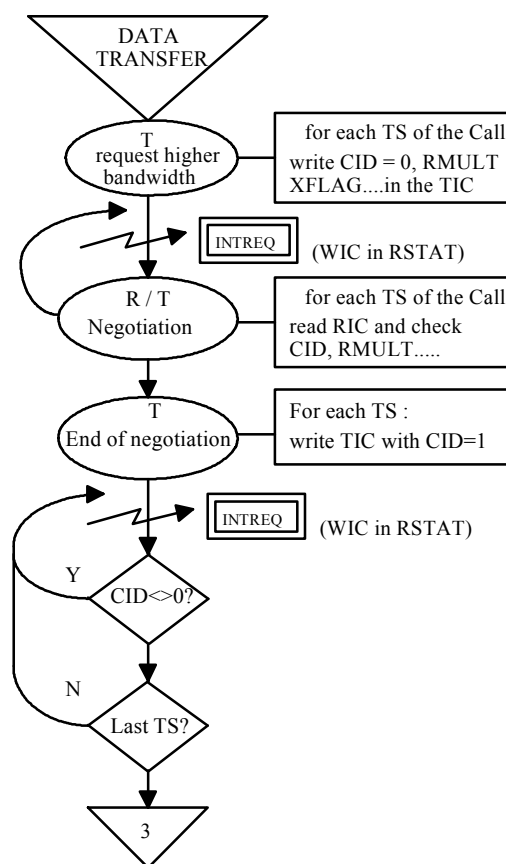 DATA
TRANSFER
T
request higher
bandwidth
for each TS of the Call
write CID = 0, RMULT
XFLAG....in the TIC
INTREQ
(WIC in RSTAT)
R / T
Negotiation
for each TS of the Call
read RIC and check
CID, RMULT.....
T
End of negotiation
For each TS :
write TIC with CID=1
INTREQ
(WIC in RSTAT)
Y
CID<>0?
N
Last TS?
3